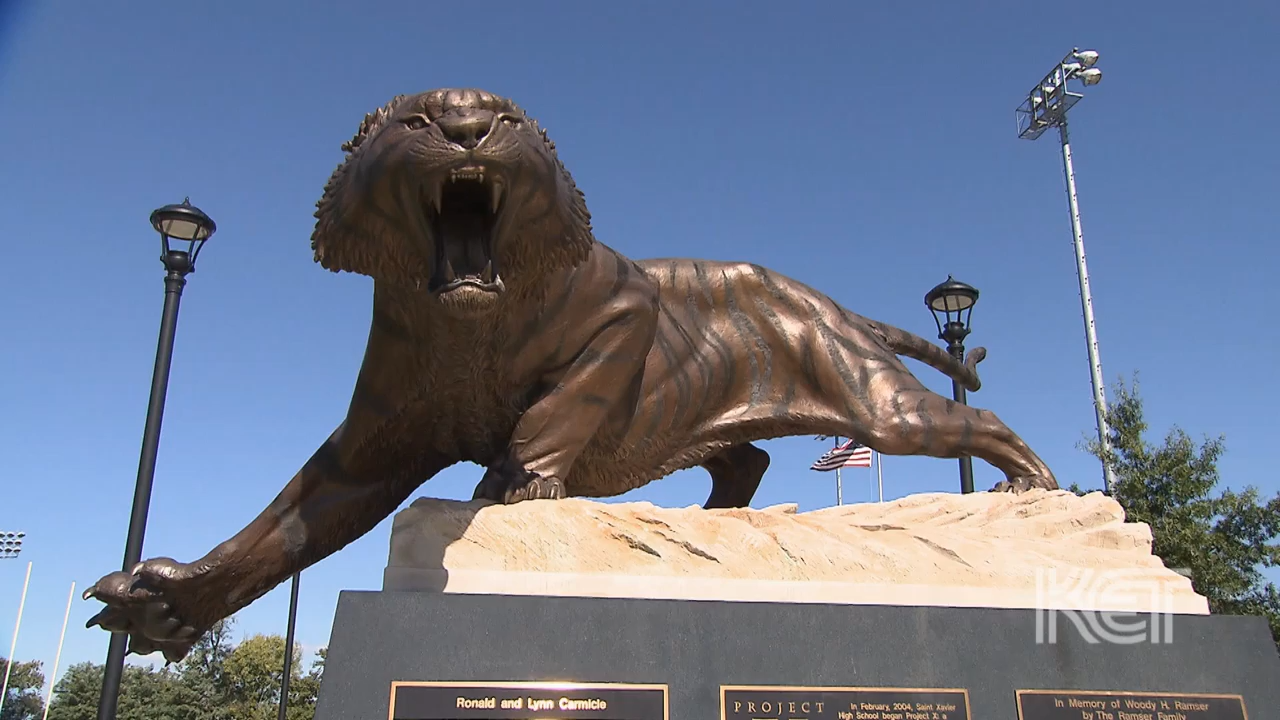 KET
Ronald and Lynn Carmicle
PROJECT
In February, 2004, Saint Xavier
High School began Project X: a
In Memory of Woody H. Ramser
by The Ramser Family